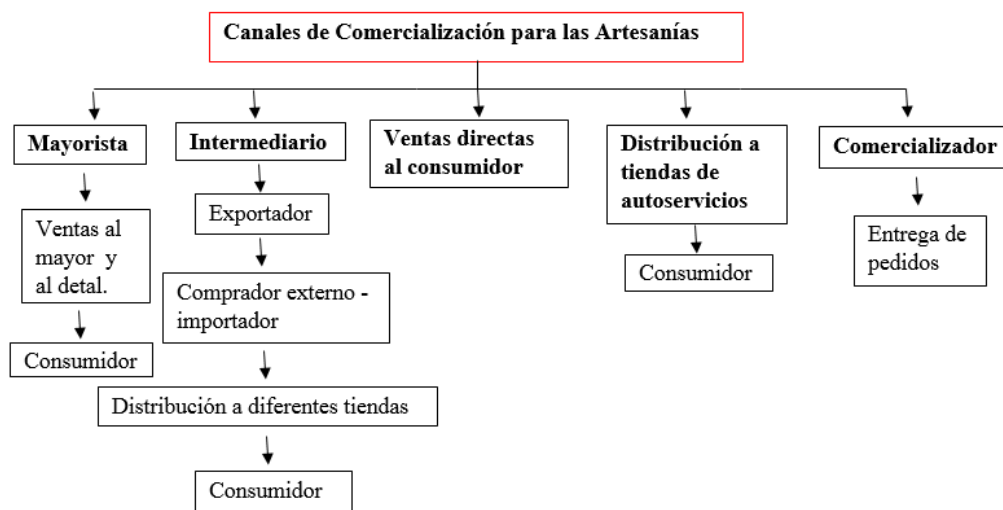 Canales de Comercialización para las Artesanías
Mayorista
Ventas al
mayor y
al detal.
Consumidor
Intermediario
Exportador
Comprador externo -
importador
Distribución a diferentes tiendas
Consumidor
Ventas directas
al consumidor
Distribución a
tiendas de
autoservicios
Consumidor
Comercializador
Entrega de
pedidos